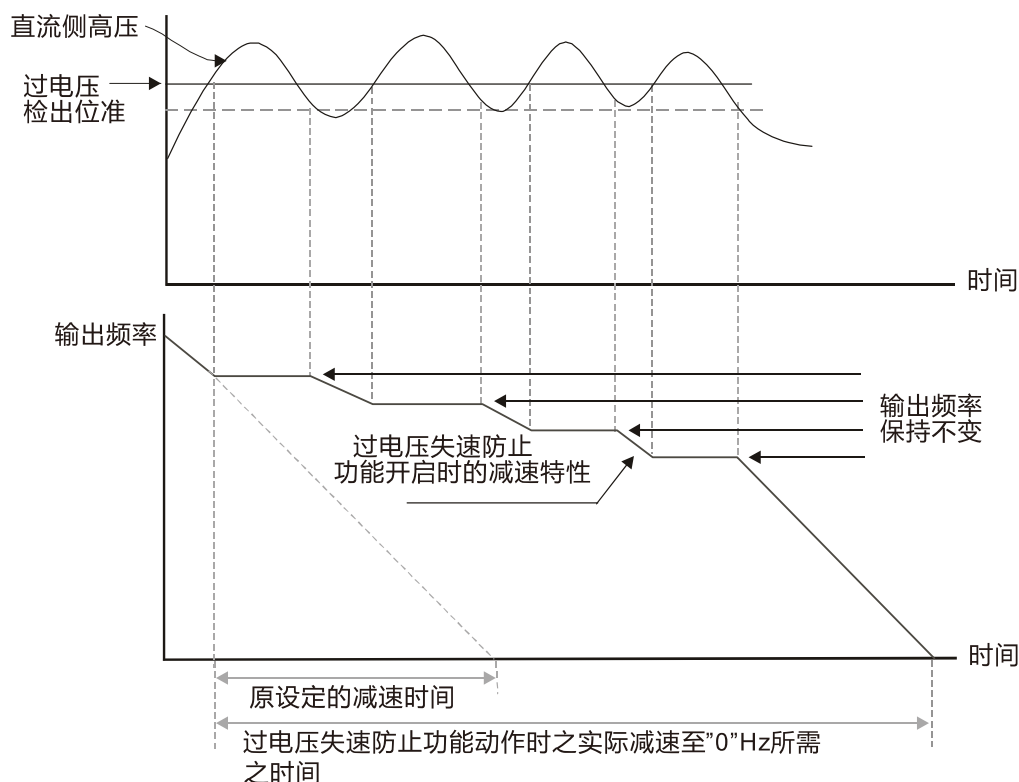 直流侧高压
过电压
检出位准
时间
输出频率
输出频率
保持不变
过电压失速防止
功能开启时的减速特性
时间
原设定的减速时间
过电压失速防止功能动作时之实际减速至”0”Hz所需
之时间